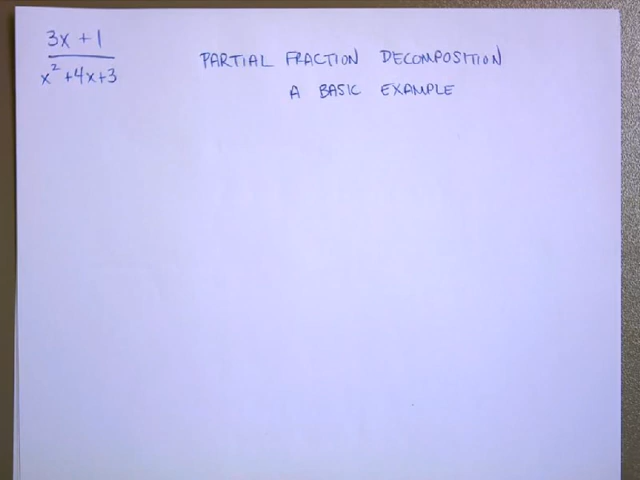 3x + 1
x² + 4x + 3
PARTIAL FRACTION DECOMPOSITION
A BASIC EXAMPLE